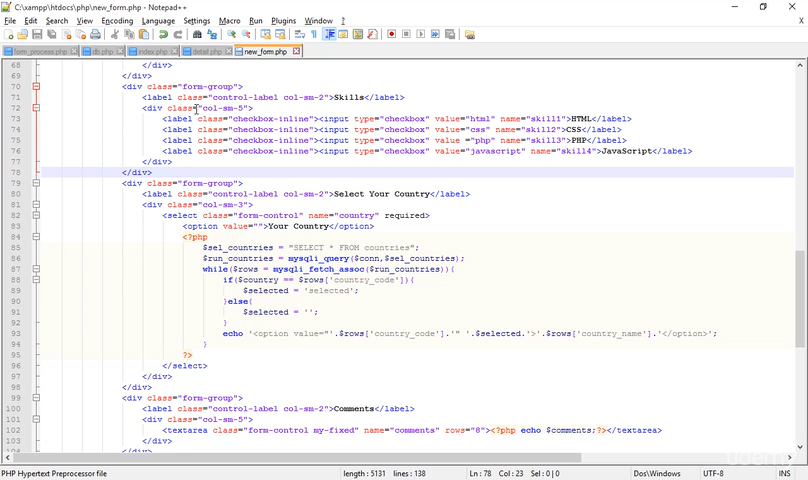 C:\xampp\htdocs\php\new_form.php - Notepad++
File Edit Search View Encoding Language Settings Macro Run Plugins Window ?
form_process.php db.php index.php detail.php new_form.php
68 </div>
69 </div>
70 <div class="form-group">
71 <label class="control-label col-sm-2">Skills</label>
72 <div class="col-sm-5">
73 <label class="checkbox-inline"><input type="checkbox" value="html" name="skill1">HTML</label>
74 <label class="checkbox-inline"><input type="checkbox" value="css" name="skill2">CSS</label>
75 <label class="checkbox-inline"><input type="checkbox" value ="php" name="skill3">PHP</label>
76 <label class="checkbox-inline"><input type="checkbox" value="javascript" name="skill4">JavaScript</label>
77 </div>
78 </div>
79 <div class="form-group">
80 <label class="control-label col-sm-2">Select Your Country</label>
81 <div class="col-sm-3">
82 <select class="form-control" name="country" required>
83 <option value="">Your Country</option>
84 <?php
85 $sel_countries = "SELECT * FROM countries";
86 $run_countries = mysqli_query($conn,$sel_countries);
87 while($rows = mysqli_fetch_assoc($run_countries)){
88 if($country == $rows['country_code']){
89 $selected = 'selected';
90 }else{
91 $selected = '';
92 }
93 echo '<option value="'.$rows['country_code'].'" '.$selected.'>'.$rows['country_name'].'</option>';
94 }
95 ?>
96 </select>
97 </div>
98 </div>
99 <div class="form-group">
100 <label class="control-label col-sm-2">Comments</label>
101 <div class="col-sm-5">
102 <textarea class="form-control my-fixed" name="comments" rows="8"><?php echo $comments;?></textarea>
103 </div>
104 </div>
udemy
PHP Hypertext Preprocessor file length : 5131 lines : 138 Ln : 78 Col : 23 Sel : 0 | 0 Dos\Windows UTF-8 INS